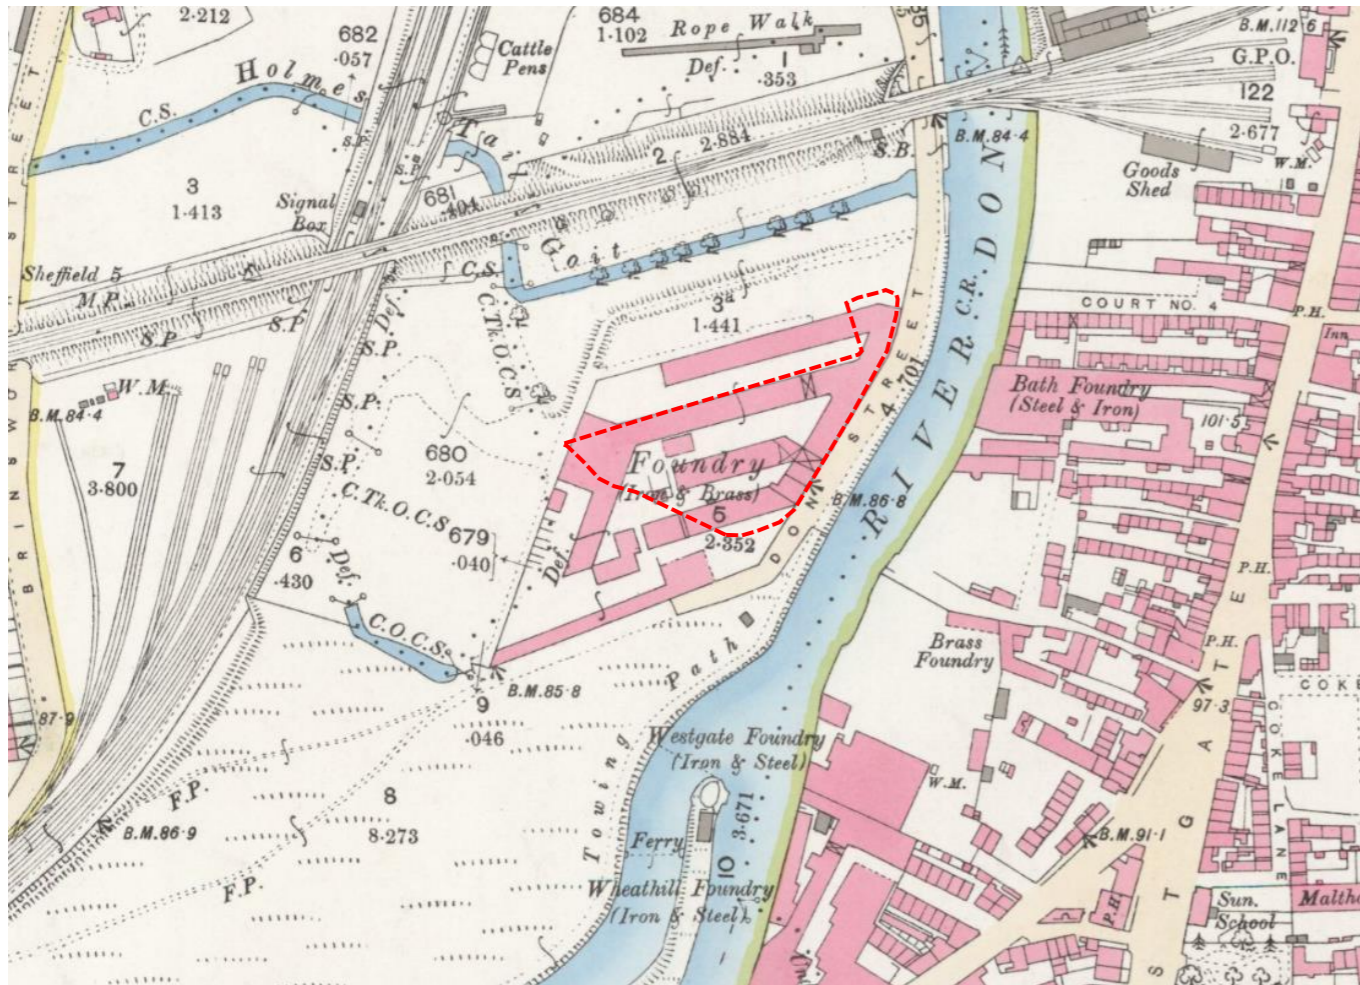 2·212
682
·057
684
1·102
Rope Walk
Def.
1
·353
35
B.M.112·6
G.P.O.
122
2·677
W.M.
Cattle
Pens
Holmes
Tail
Goit
C.S.
S.P.
S.P.
3
1·413
Signal
Box
681
·404
2
2·884
S.B.
B.M.84·4
Goods
Shed
STREET
Sheffield 5
M.P.
S.P.
S.P.
C.S.
C.Tk.O.C.S
Def.
S.P
3ª
1·441
C.R.
RIVER DON
COURT NO. 4
P.H.
Inn
W.M.
B.M.84·4
7
3·800
BRINSWOR
S.P.
S.P.
680
2·054
C.Tk.O.C.S
679
·040
6
·430
Def.
Def.
Foundry
(Iron & Brass)
5
2·352
DON STREET
4
·701
B.M.86·8
Bath Foundry
(Steel & Iron)
101·5
P.H.
P.H.
C.O.C.S.
9
·046
B.M.85·8
Towing Path
Brass
Foundry
87·9
F.P.
B.M.86·9
8
8·273
F.P.
Westgate Foundry
(Iron & Steel)
W.M.
97·3
COKE
COKE LANE
Ferry
10
3·671
Wheathill Foundry
(Iron & Steel)
B.M.91·1
P.H.
STGATE
Sun.
School
Maltho